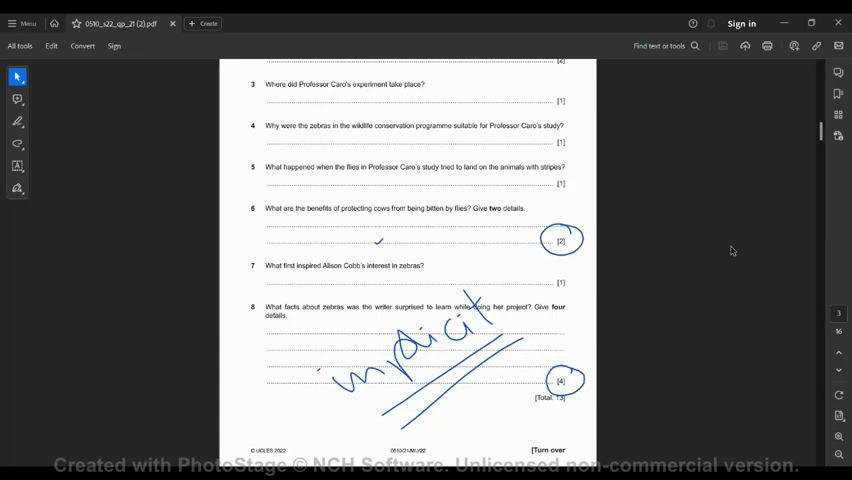 Menu
0510_s22_qp_21 (2).pdf
Create
Sign in
All tools
Edit
Convert
Sign
Find text or tools
[2]
3 Where did Professor Caro's experiment take place?
[1]
4 Why were the zebras in the wildlife conservation programme suitable for Professor Caro's study?
[1]
5 What happened when the flies in Professor Caro's study tried to land on the animals with stripes?
[1]
6 What are the benefits of protecting cows from being bitten by flies? Give two details.
[2]
7 What first inspired Alison Cobb's interest in zebras?
[1]
8 What facts about zebras was the writer surprised to learn while doing her project? Give four
details.
implicit
[4]
[Total: 13]
© UCLES 2022
0510/21/M/J/22
[Turn over
3
16
Created with PhotoStage © NCH Software. Unlicensed non-commercial version.